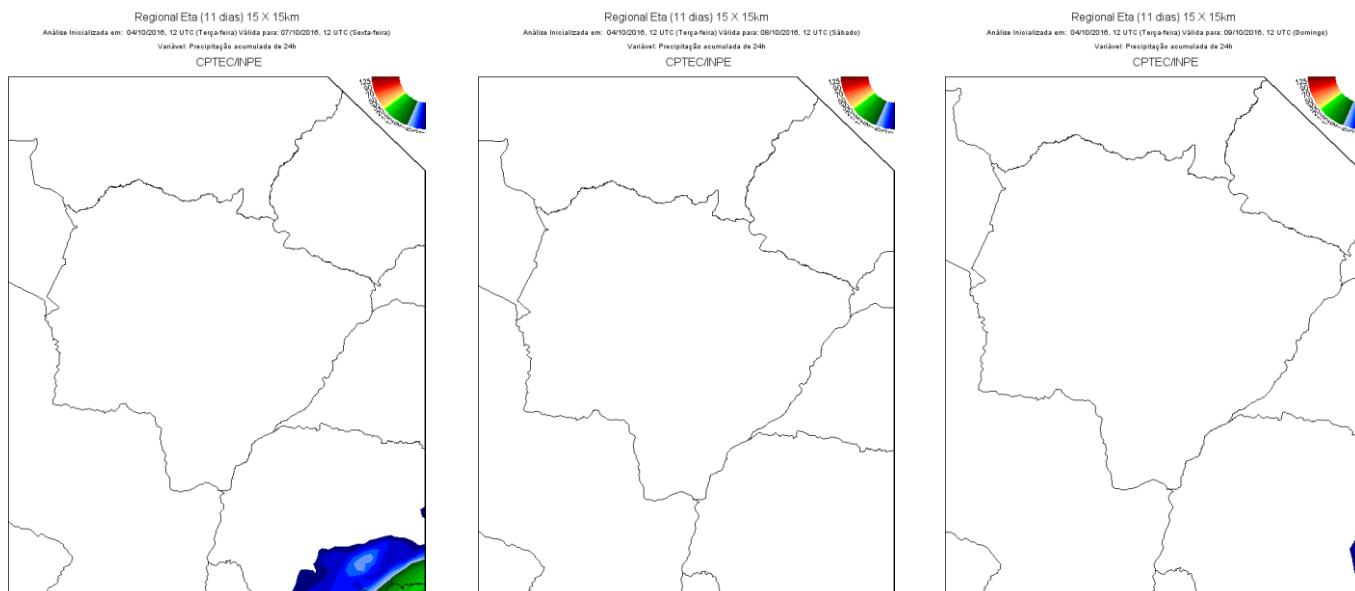 Regional Eta (11 dias) 15 X 15km
Análise Inicializada em: 04/10/2016, 12 UTC (Terça-feira) Válida para: 07/10/2016, 12 UTC (Sexta-feira)
Variável: Precipitação acumulada de 24h
CPTEC/INPE
Regional Eta (11 dias) 15 X 15km
Análise Inicializada em: 04/10/2016, 12 UTC (Terça-feira) Válida para: 08/10/2016, 12 UTC (Sábado)
Variável: Precipitação acumulada de 24h
CPTEC/INPE
Regional Eta (11 dias) 15 X 15km
Análise Inicializada em: 04/10/2016, 12 UTC (Terça-feira) Válida para: 09/10/2016, 12 UTC (Domingo)
Variável: Precipitação acumulada de 24h
CPTEC/INPE